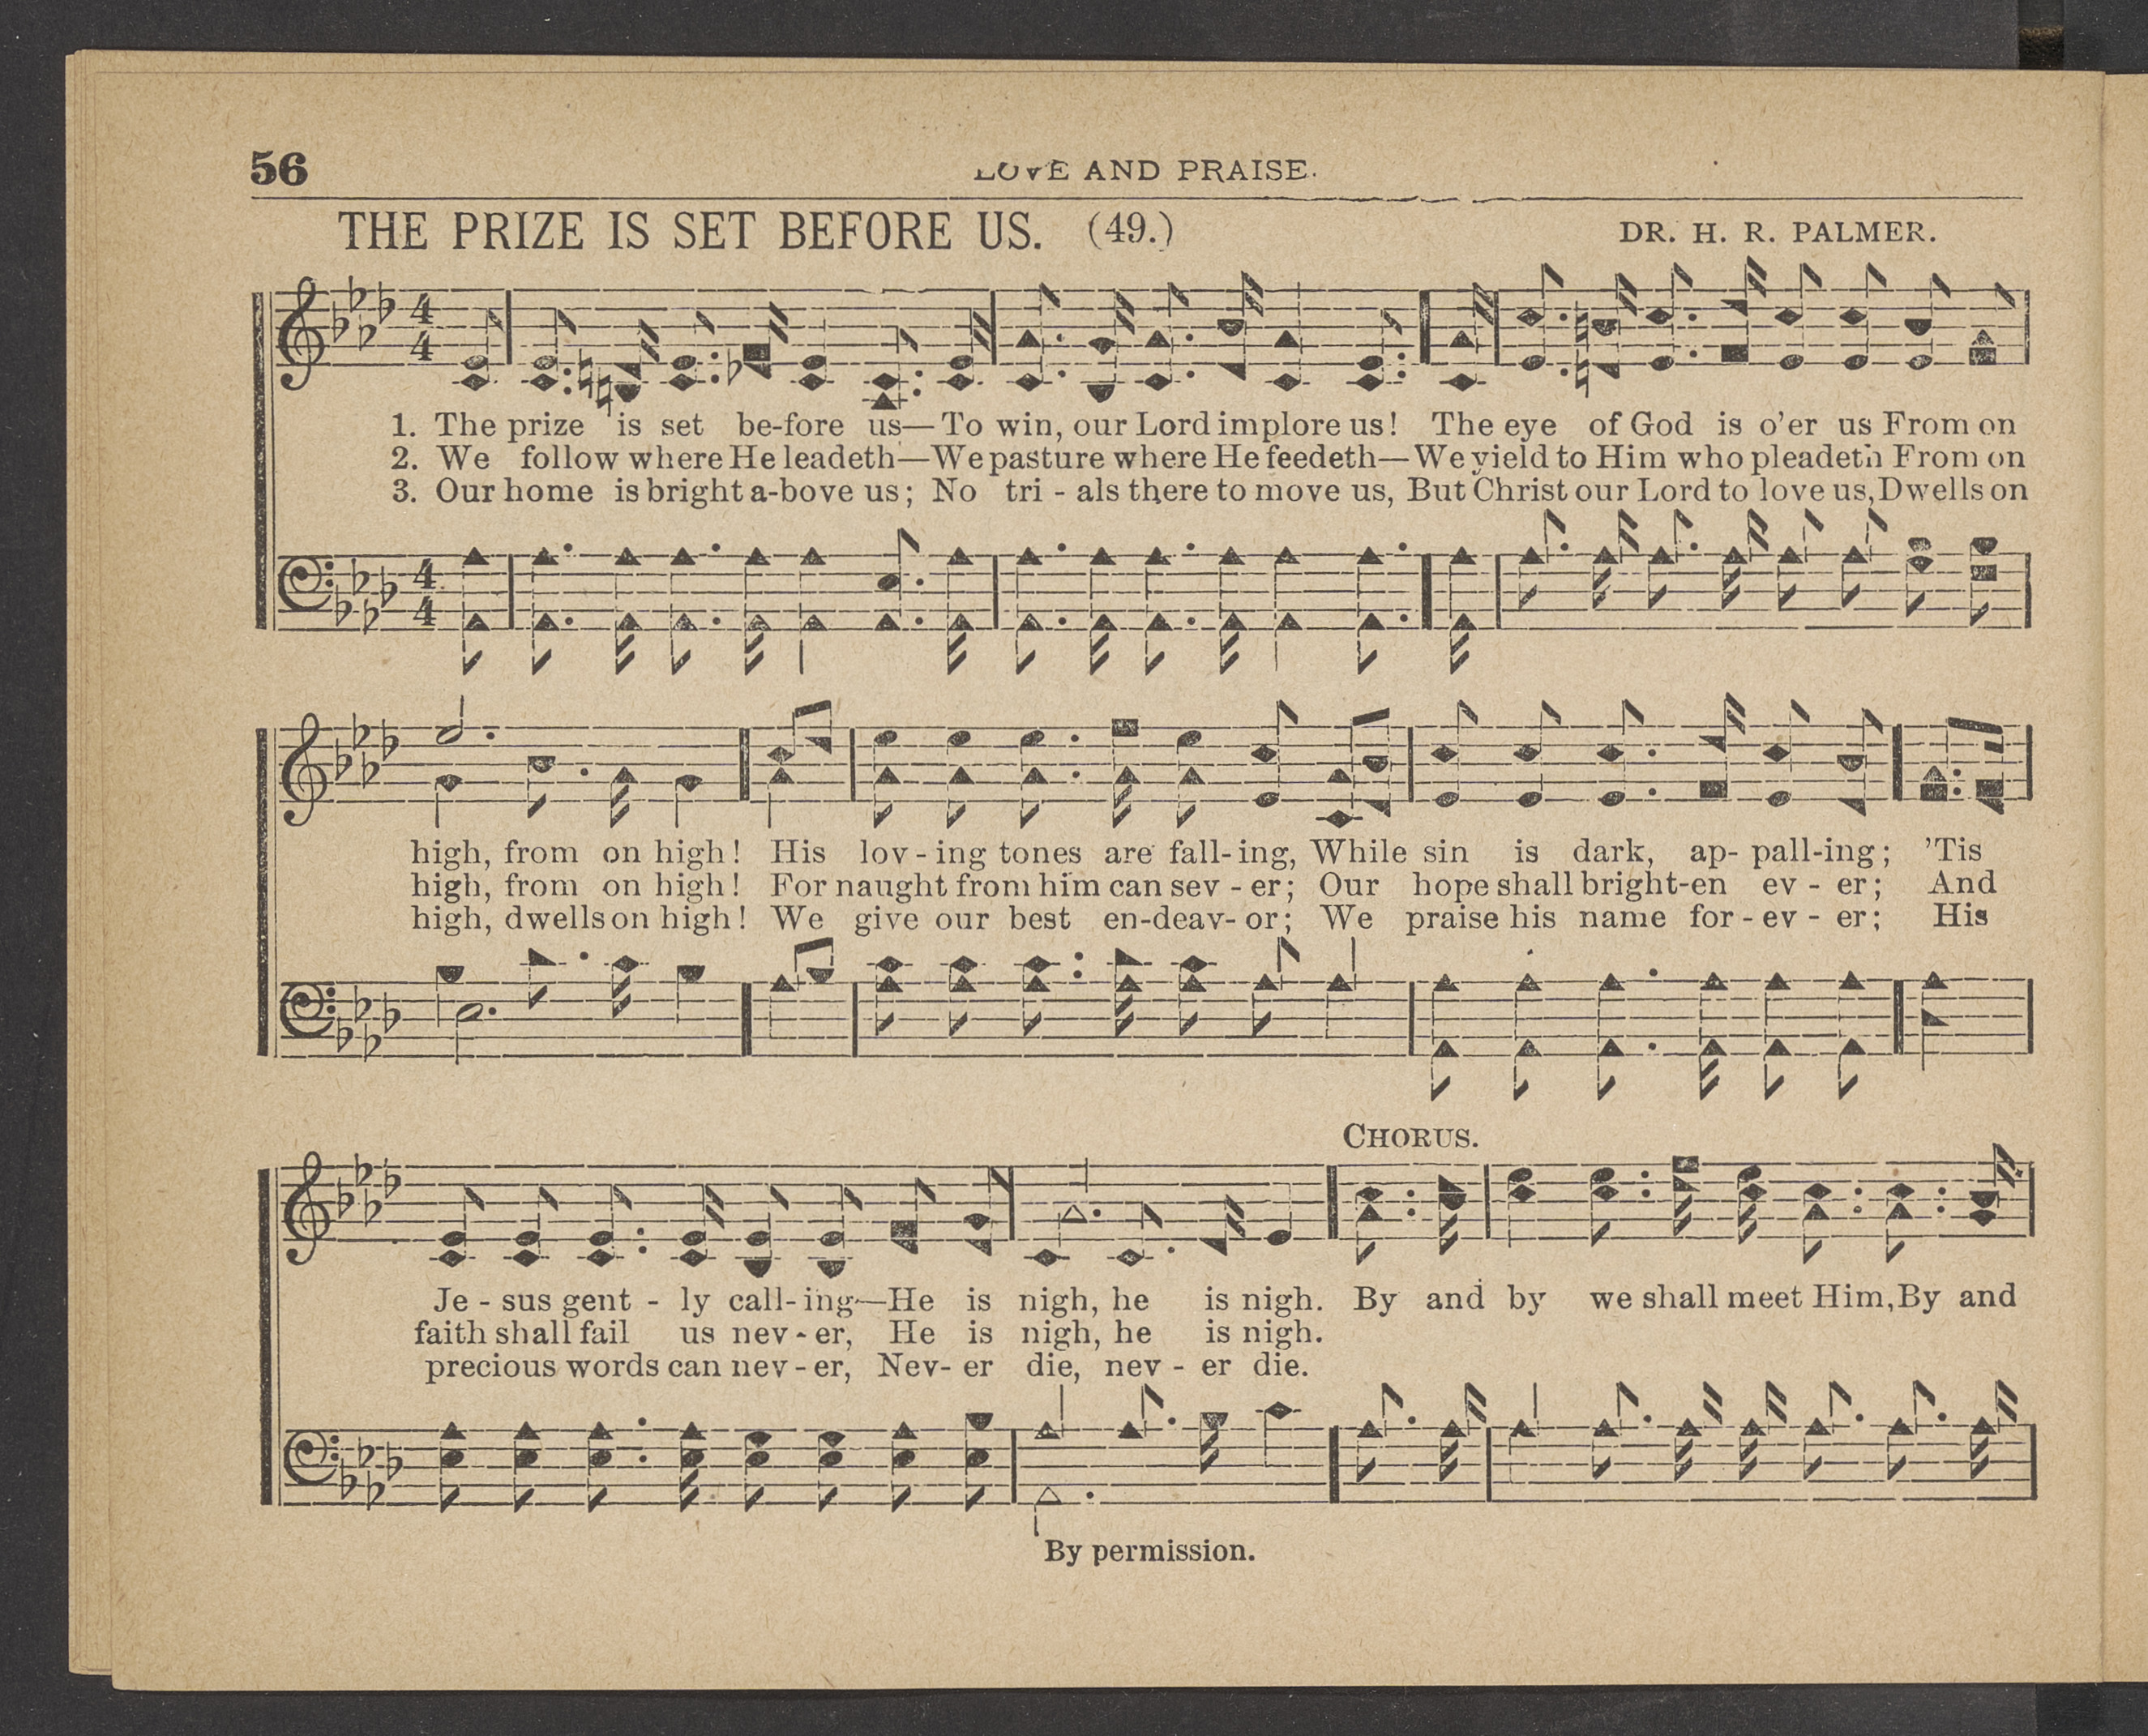 56
LOVE AND PRAISE.
THE PRIZE IS SET BEFORE US. (49.)
DR. H. R. PALMER.
4
4
1. The prize is set be-fore us—To win, our Lord implore us! The eye of God is o'er us From on
2. We follow where He leadeth—We pasture where He feedeth—We yield to Him who pleadeth From on
3. Our home is bright a-bove us; No tri - als there to move us, But Christ our Lord to love us, Dwells on
4
4
high, from on high! His lov - ing tones are fall- ing, While sin is dark, ap- pall-ing; 'Tis
high, from on high! For naught from him can sev - er; Our hope shall bright-en ev - er; And
high, dwells on high! We give our best en-deav- or; We praise his name for - ev - er; His
CHORUS.
Je - sus gent - ly call- ing—He is nigh, he is nigh. By and by we shall meet Him, By and
faith shall fail us nev - er, He is nigh, he is nigh.
precious words can nev - er, Nev- er die, nev - er die.
By permission.